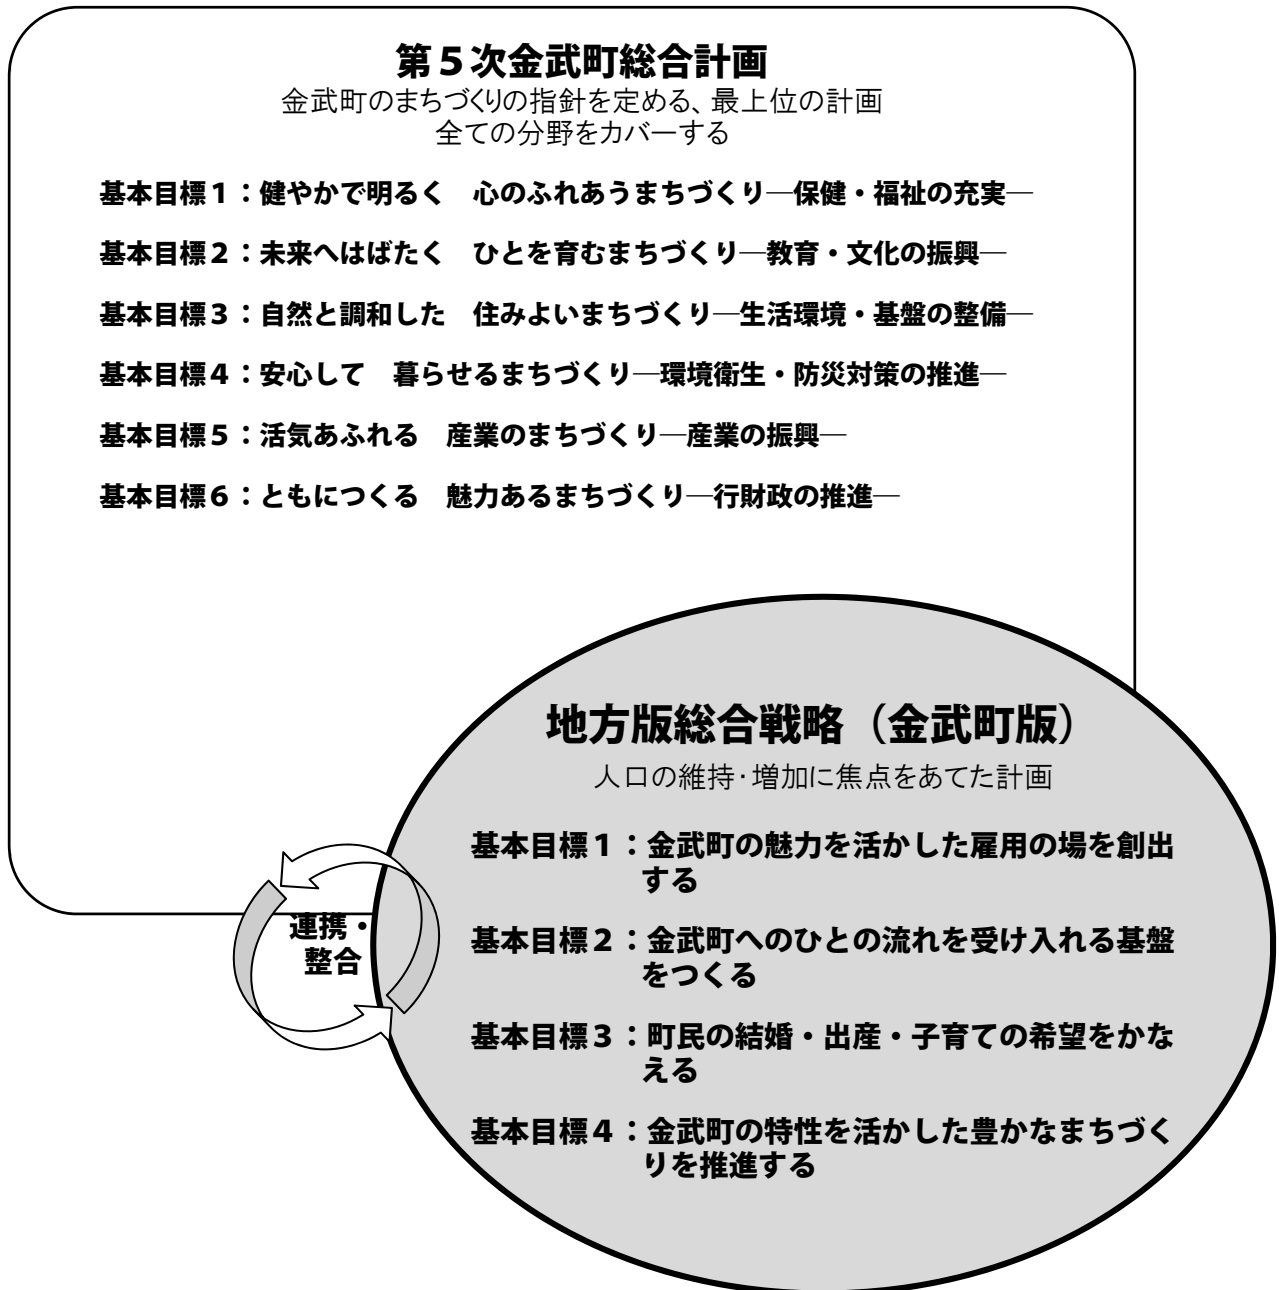 第５次金武町総合計画
金武町のまちづくりの指針を定める、最上位の計画
全ての分野をカバーする
基本目標１：健やかで明るく　心のふれあうまちづくり―保健・福祉の充実―
基本目標２：未来へはばたく　ひとを育むまちづくり―教育・文化の振興―
基本目標３：自然と調和した　住みよいまちづくり―生活環境・基盤の整備―
基本目標４：安心して　暮らせるまちづくり―環境衛生・防災対策の推進―
基本目標５：活気あふれる　産業のまちづくり―産業の振興―
基本目標６：ともにつくる　魅力あるまちづくり―行財政の推進―
地方版総合戦略（金武町版）
人口の維持・増加に焦点をあてた計画
基本目標１：金武町の魅力を活かした雇用の場を創出
する
基本目標２：金武町へのひとの流れを受け入れる基盤
をつくる
基本目標３：町民の結婚・出産・子育ての希望をかな
える
基本目標４：金武町の特性を活かした豊かなまちづく
りを推進する
連携・
整合